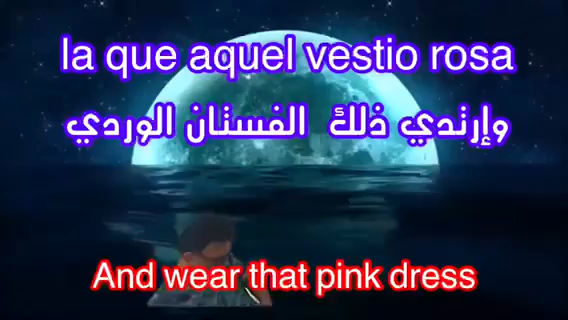 la que aquel vestio rosa
وإرتدي ذلك الفستان الوردي
And wear that pink dress